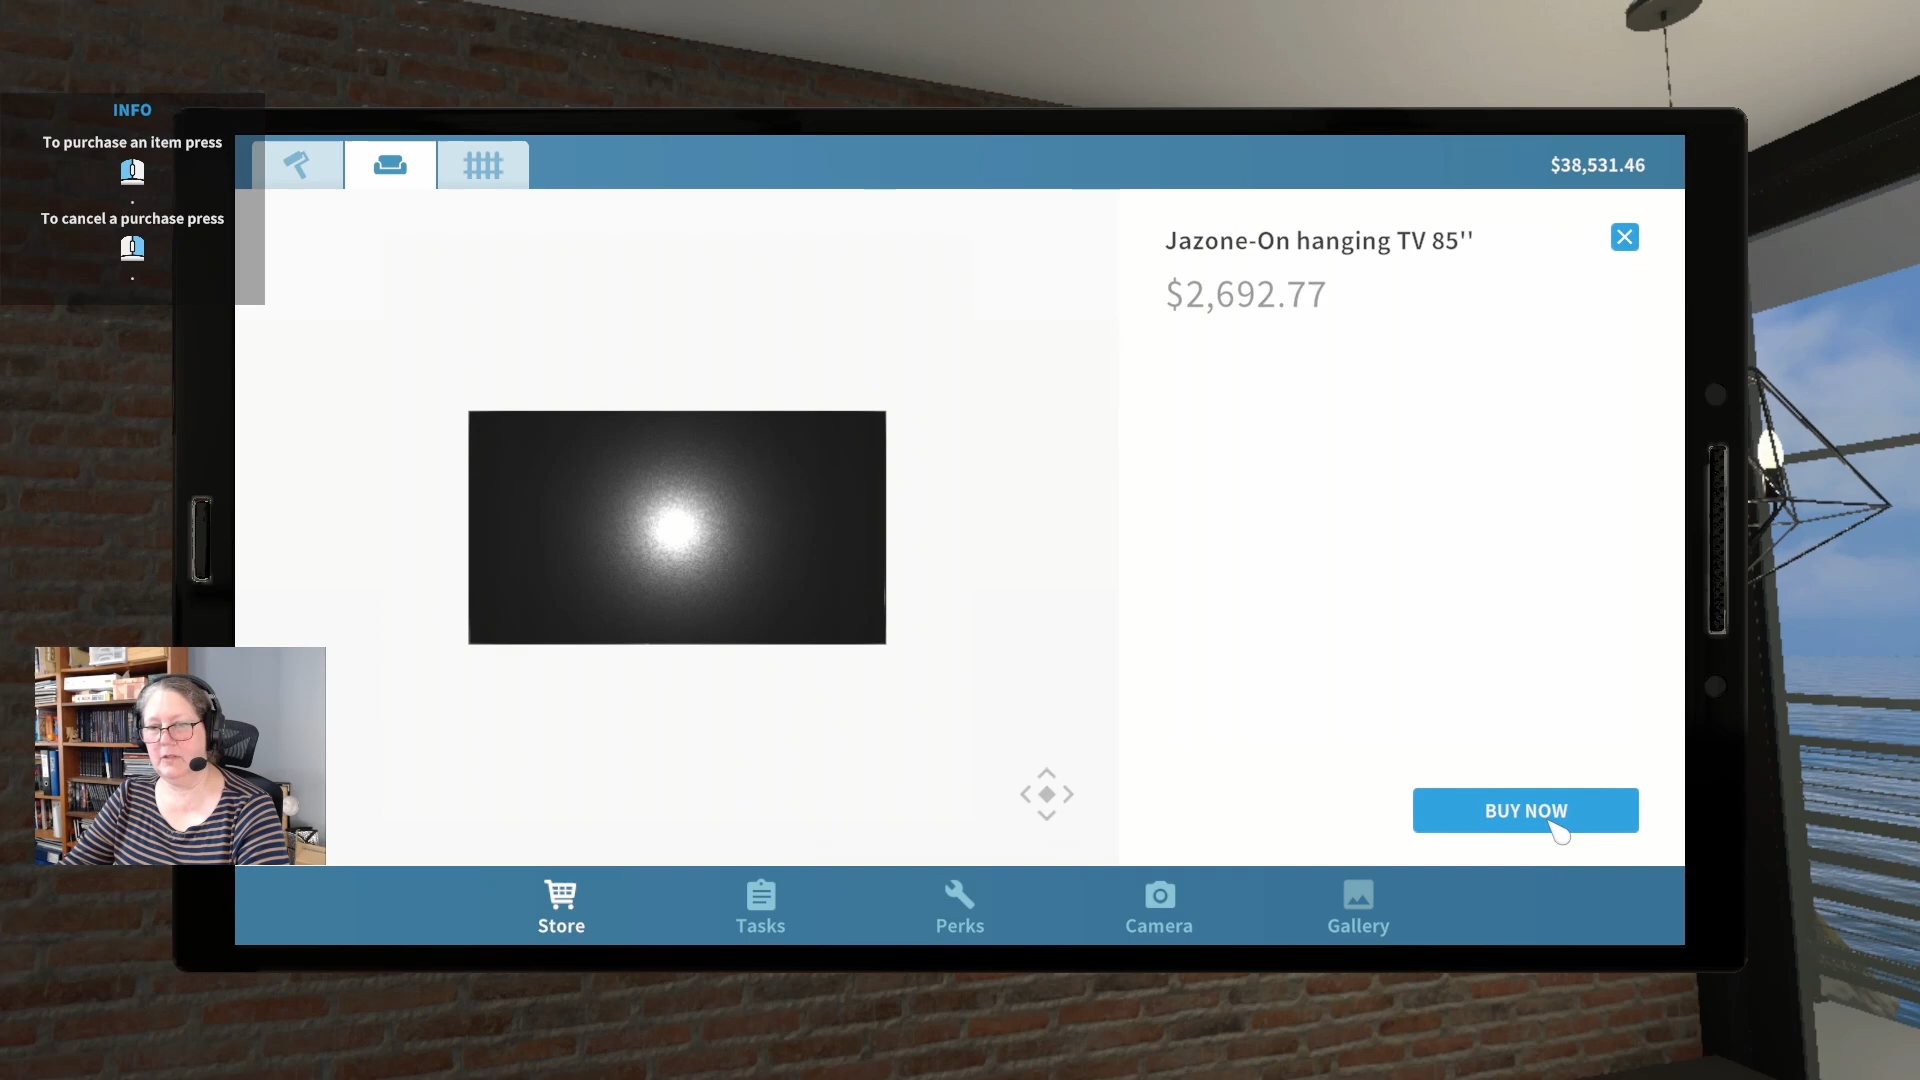 INFO
To purchase an item press
.
To cancel a purchase press
.
$38,531.46
Jazone-On hanging TV 85''
$2,692.77
BUY NOW
Store
Tasks
Perks
Camera
Gallery